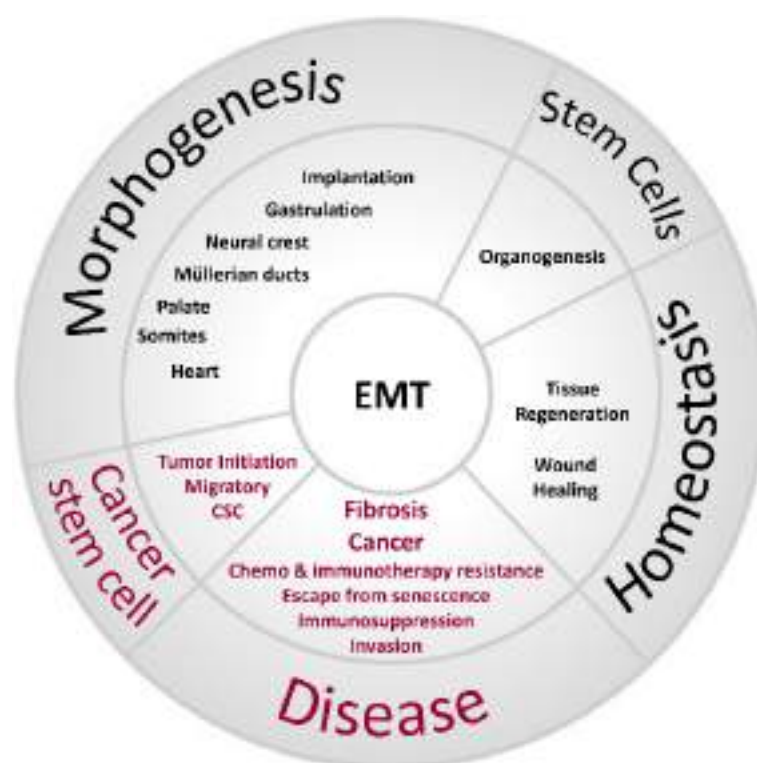 Morphogenesis
Implantation
Gastrulation
Neural crest
Müllerian ducts
Palate
Somites
Heart
Stem Cells
Organogenesis
Homeostasis
Tissue
Regeneration
Wound
Healing
EMT
Cancer
stem cell
Tumor Initiation
Migratory
CSC
Fibrosis
Cancer
Chemo & immunotherapy resistance
Escape from senescence
Immunosuppression
Invasion
Disease